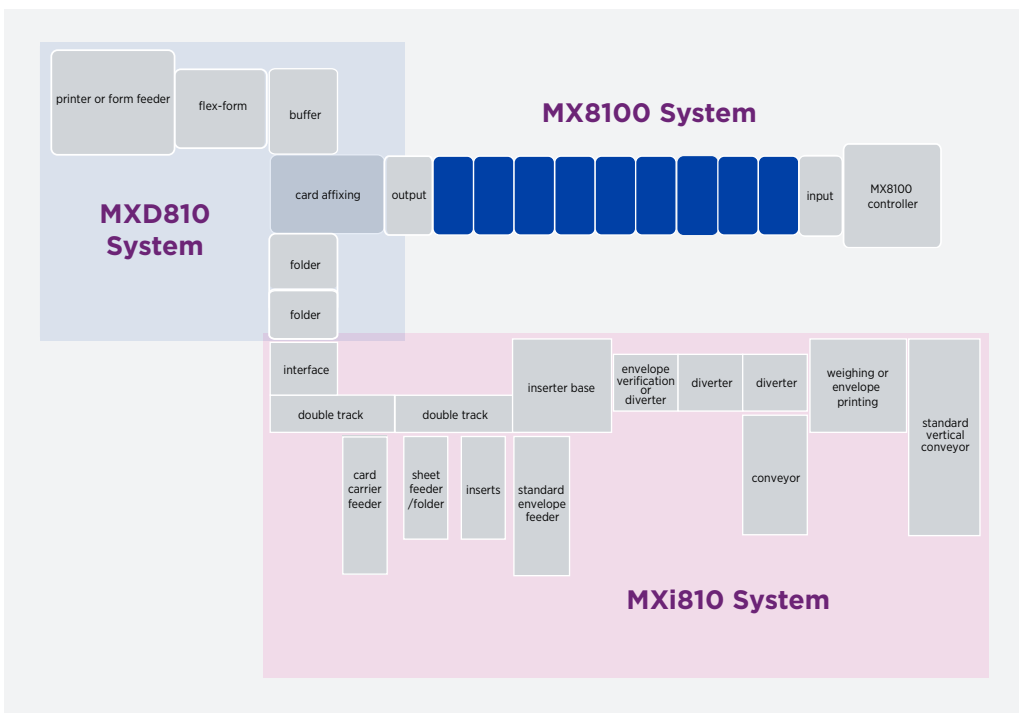 printer or form feeder
flex-form
buffer
MX8100 System
card affixing
output
input
MX8100
controller
MXD810
System
folder
folder
interface
double track
double track
inserter base
envelope
verification
or
diverter
diverter
diverter
weighing or
envelope
printing
standard
vertical
conveyor
card
carrier
feeder
sheet
feeder
/folder
inserts
standard
envelope
feeder
conveyor
MXi810 System